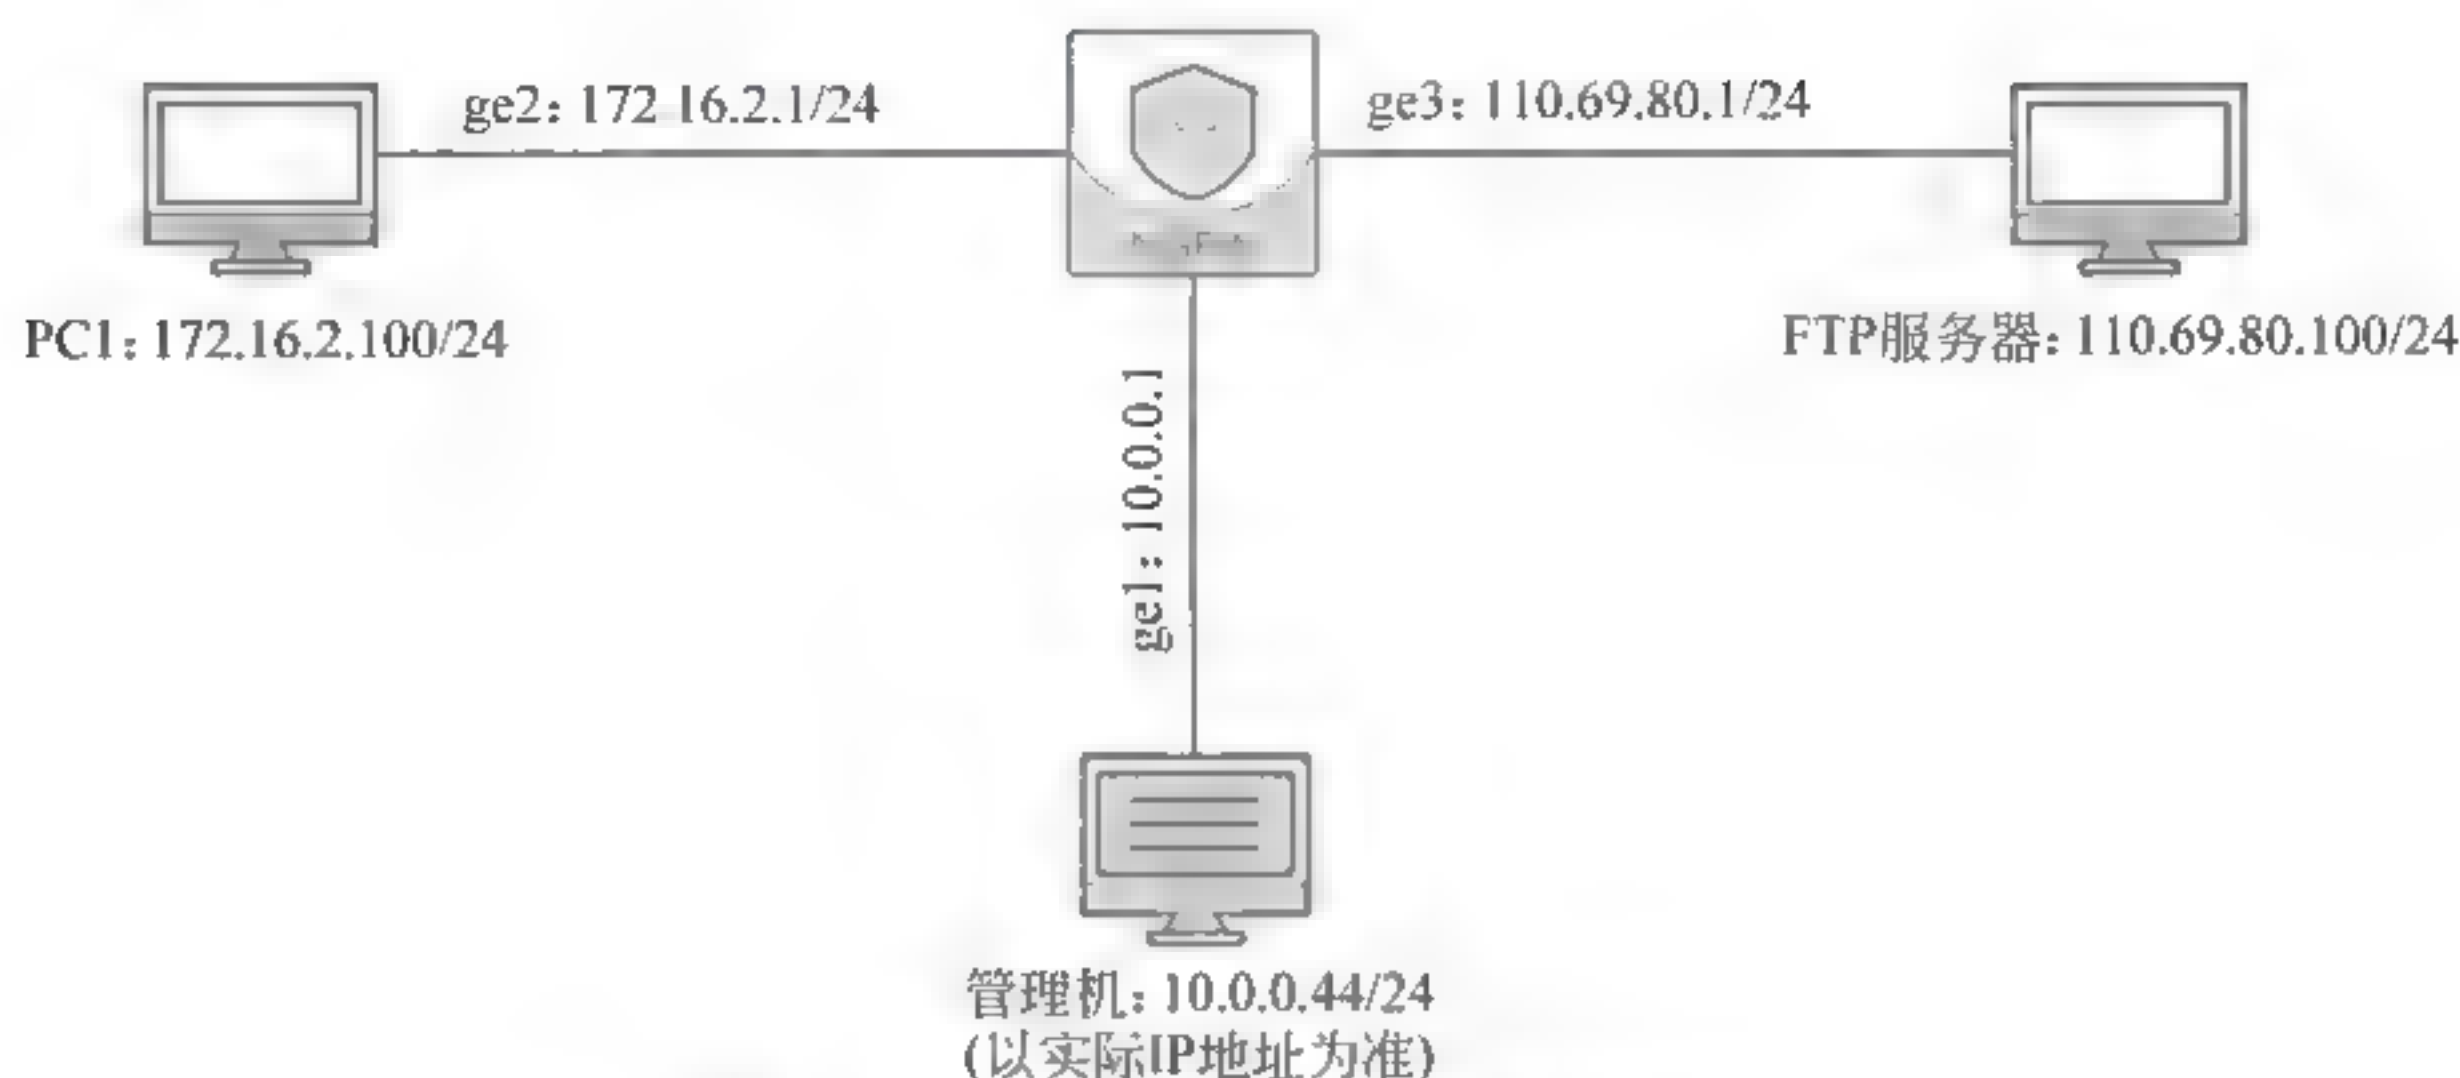 ge2: 172.16.2.1/24
ge3: 110.69.80.1/24
PC1: 172.16.2.100/24
FTP服务器: 110.69.80.100/24
ge1: 10.0.0.1
管理机: 10.0.0.44/24
(以实际IP地址为准)